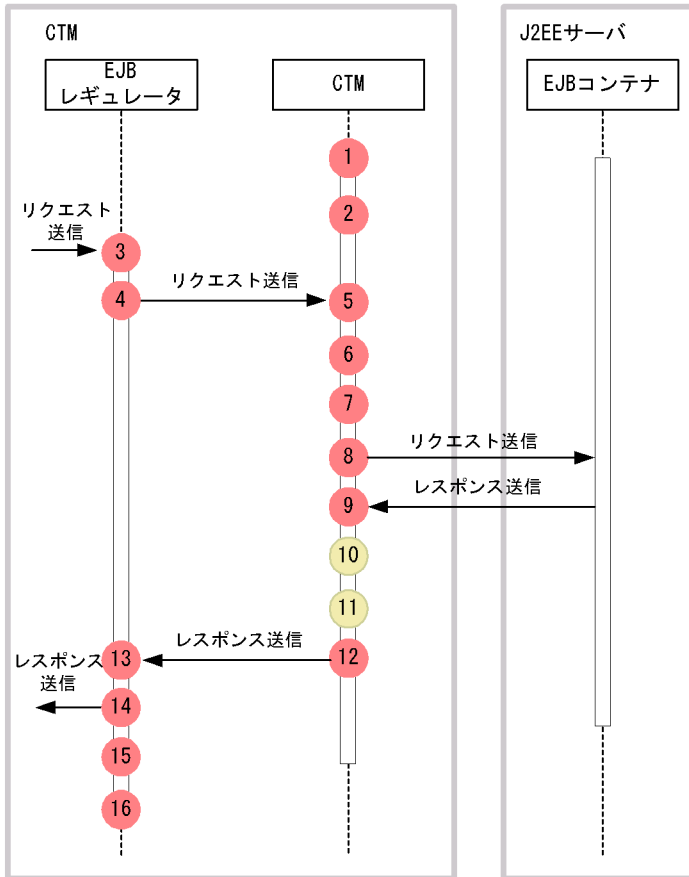 CTM
J2EEサーバ
EJB
レギュレータ
CTM
EJBコンテナ
1
2
リクエスト
送信
3
4
リクエスト送信
5
6
7
8
リクエスト送信
レスポンス送信
9
10
11
レスポンス送信
12
13
レスポンス
送信
14
15
16